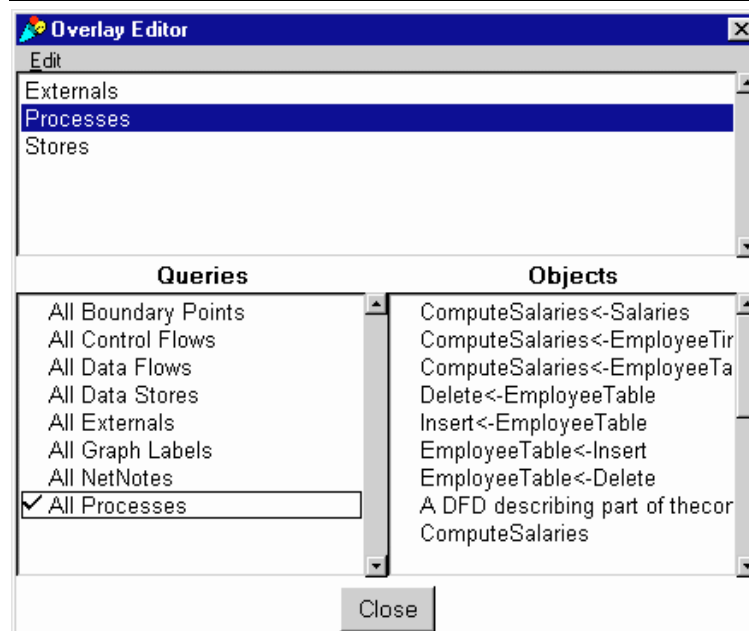 Overlay Editor
Edit
Externals
Processes
Stores
Queries
All Boundary Points
All Control Flows
All Data Flows
All Data Stores
All Externals
All Graph Labels
All NetNotes
All Processes
Objects
ComputeSalaries<-Salaries
ComputeSalaries<-EmployeeTir
ComputeSalaries<-EmployeeTa
Delete<-EmployeeTable
Insert<-EmployeeTable
EmployeeTable<-Insert
EmployeeTable<-Delete
A DFD describing part of thecor
ComputeSalaries
Close